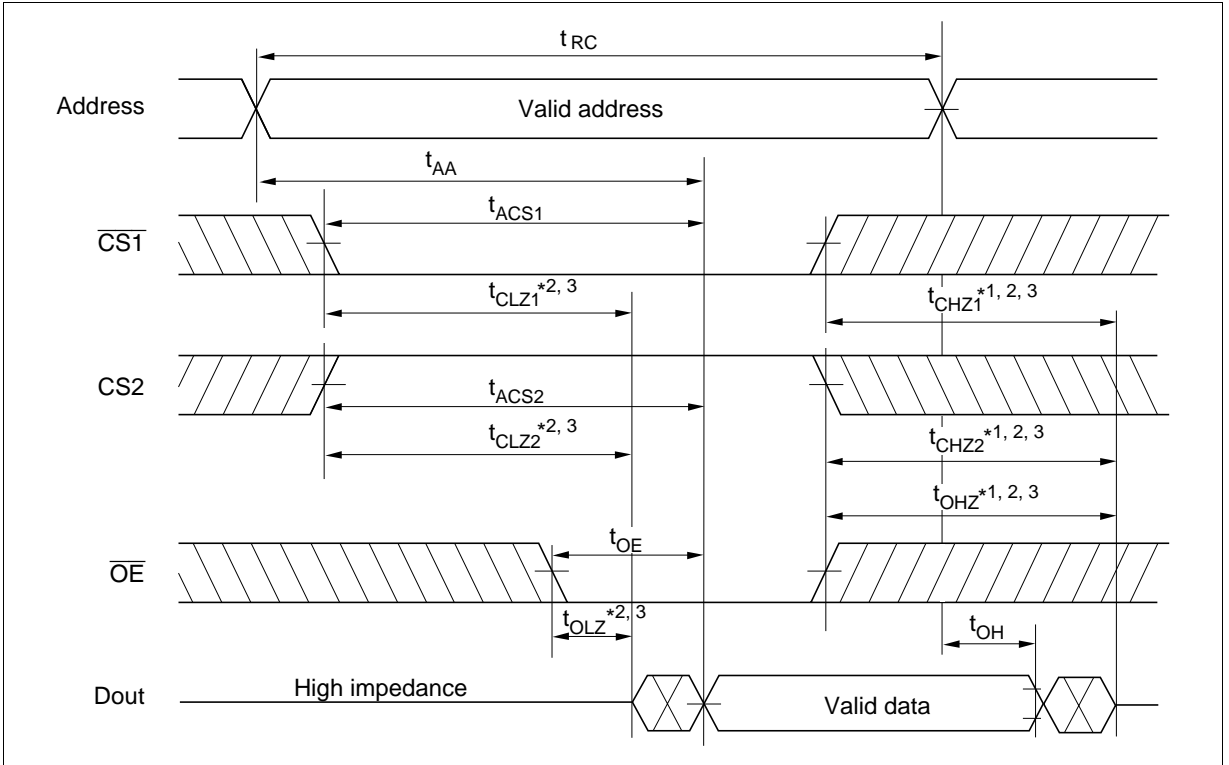 tRC
Address
Valid address
tAA
tACS1
CS1
tCLZ1*2, 3
tCHZ1*1, 2, 3
CS2
tACS2
tCLZ2*2, 3
tCHZ2*1, 2, 3
tOHZ*1, 2, 3
tOE
OE
tOLZ*2, 3
tOH
Dout
High impedance
Valid data